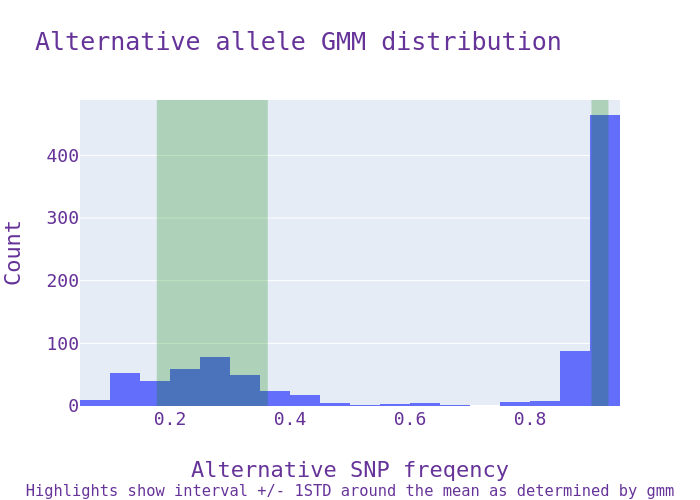 Alternative allele GMM distribution
Count
400
300
200
100
0
0.2 0.4 0.6 0.8
Alternative SNP freqency
Highlights show interval +/- 1STD around the mean as determined by gmm